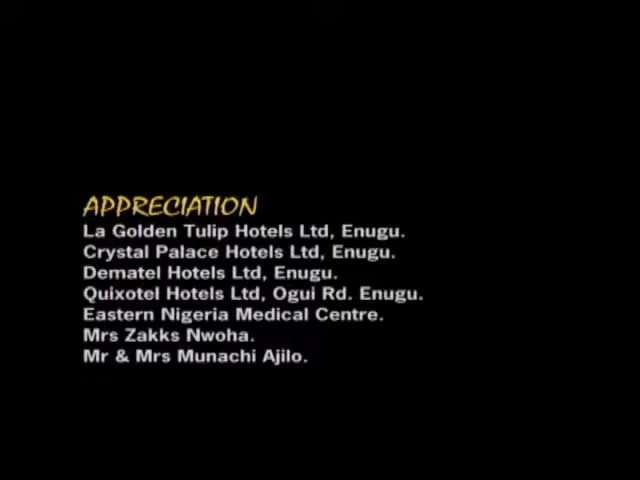 APPRECIATION
La Golden Tulip Hotels Ltd, Enugu.
Crystal Palace Hotels Ltd, Enugu.
Dematel Hotels Ltd, Enugu.
Quixotel Hotels Ltd, Ogui Rd. Enugu.
Eastern Nigeria Medical Centre.
Mrs Zakks Nwoha.
Mr & Mrs Munachi Ajilo.